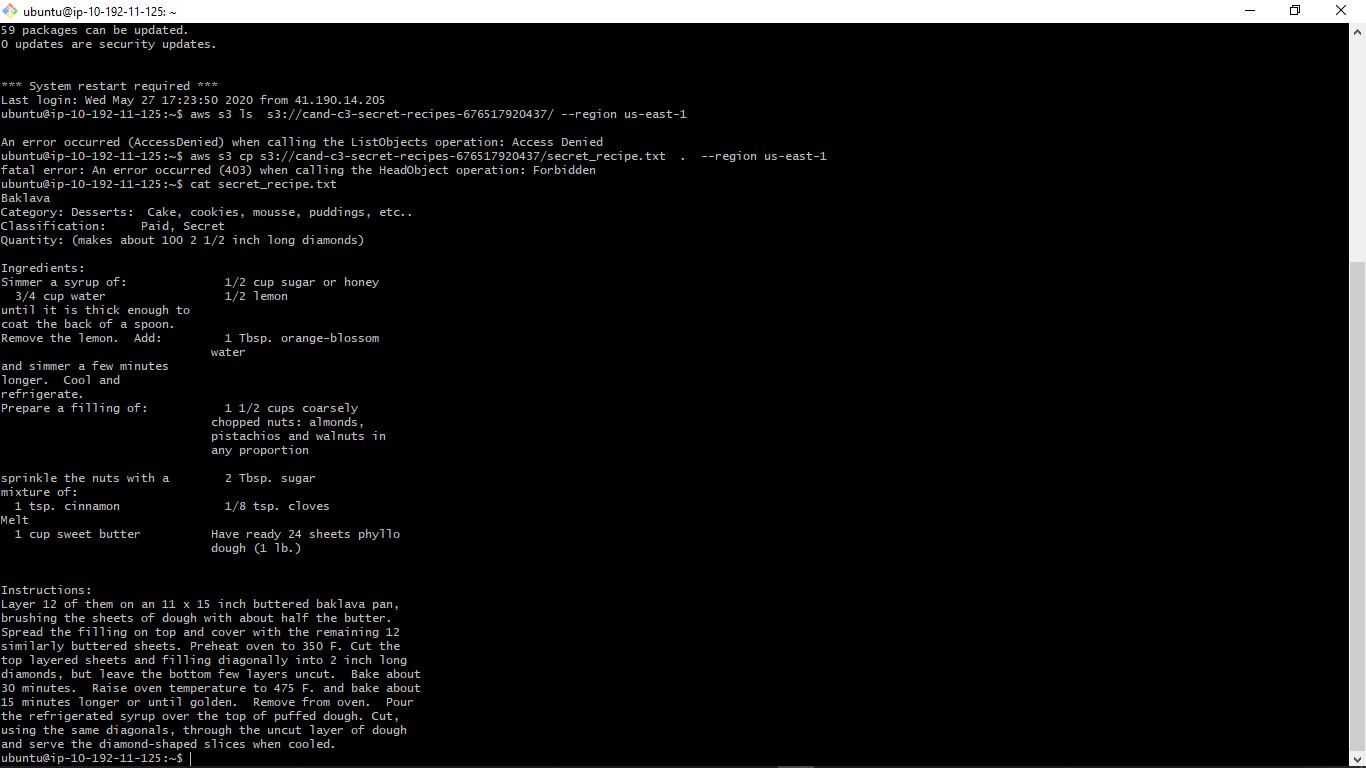 ubuntu@ip-10-192-11-125: ~
59 packages can be updated.
0 updates are security updates.
*** System restart required ***
Last login: Wed May 27 17:23:50 2020 from 41.190.14.205
ubuntu@ip-10-192-11-125:~$ aws s3 ls  s3://cand-c3-secret-recipes-676517920437/ --region us-east-1
An error occurred (AccessDenied) when calling the ListObjects operation: Access Denied
ubuntu@ip-10-192-11-125:~$ aws s3 cp s3://cand-c3-secret-recipes-676517920437/secret_recipe.txt  .  --region us-east-1
fatal error: An error occurred (403) when calling the HeadObject operation: Forbidden
ubuntu@ip-10-192-11-125:~$ cat secret_recipe.txt
Baklava
Category: Desserts:  Cake, cookies, mousse, puddings, etc..
Classification:     Paid, Secret
Quantity: (makes about 100 2 1/2 inch long diamonds)
Ingredients:
Simmer a syrup of:              1/2 cup sugar or honey
  3/4 cup water                 1/2 lemon
until it is thick enough to
coat the back of a spoon.
Remove the lemon.  Add:         1 Tbsp. orange-blossom
                              water
and simmer a few minutes
longer.  Cool and
refrigerate.
Prepare a filling of:           1 1/2 cups coarsely
                              chopped nuts: almonds,
                              pistachios and walnuts in
                              any proportion
sprinkle the nuts with a        2 Tbsp. sugar
mixture of:
  1 tsp. cinnamon               1/8 tsp. cloves
Melt
  1 cup sweet butter          Have ready 24 sheets phyllo
                              dough (1 lb.)
Instructions:
Layer 12 of them on an 11 x 15 inch buttered baklava pan,
brushing the sheets of dough with about half the butter.
Spread the filling on top and cover with the remaining 12
similarly buttered sheets. Preheat oven to 350 F. Cut the
top layered sheets and filling diagonally into 2 inch long
diamonds, but leave the bottom few layers uncut.  Bake about
30 minutes.  Raise oven temperature to 475 F. and bake about
15 minutes longer or until golden.  Remove from oven.  Pour
the refrigerated syrup over the top of puffed dough. Cut,
using the same diagonals, through the uncut layer of dough
and serve the diamond-shaped slices when cooled.
ubuntu@ip-10-192-11-125:~$